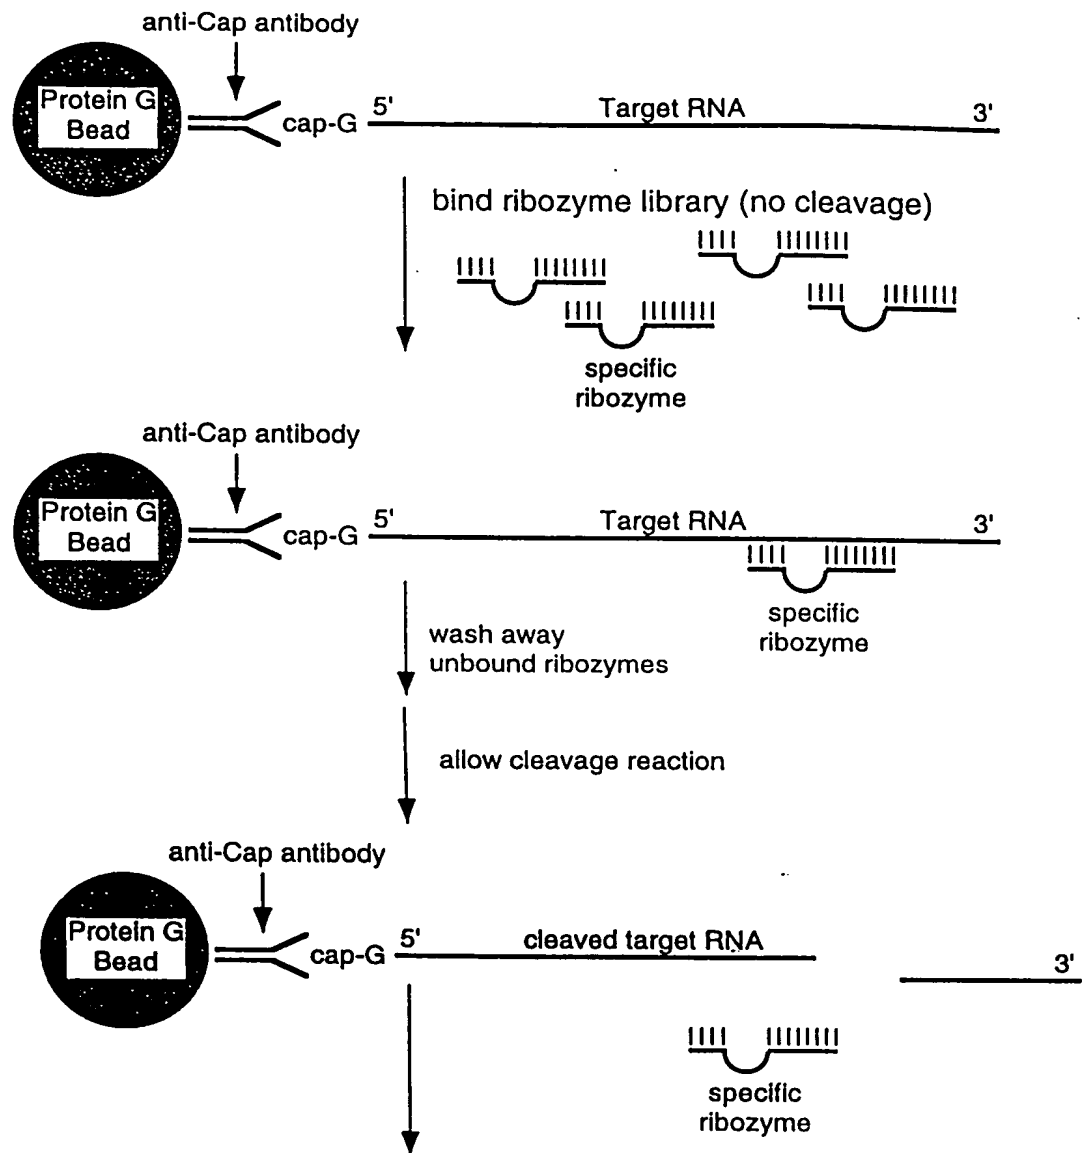 anti-Cap antibody
Protein G
Bead
cap-G
5'
Target RNA
3'
bind ribozyme library (no cleavage)
specific
ribozyme
anti-Cap antibody
Protein G
Bead
cap-G
5'
Target RNA
3'
specific
ribozyme
wash away
unbound ribozymes
allow cleavage reaction
anti-Cap antibody
Protein G
Bead
cap-G
5'
cleaved target RNA
3'
specific
ribozyme